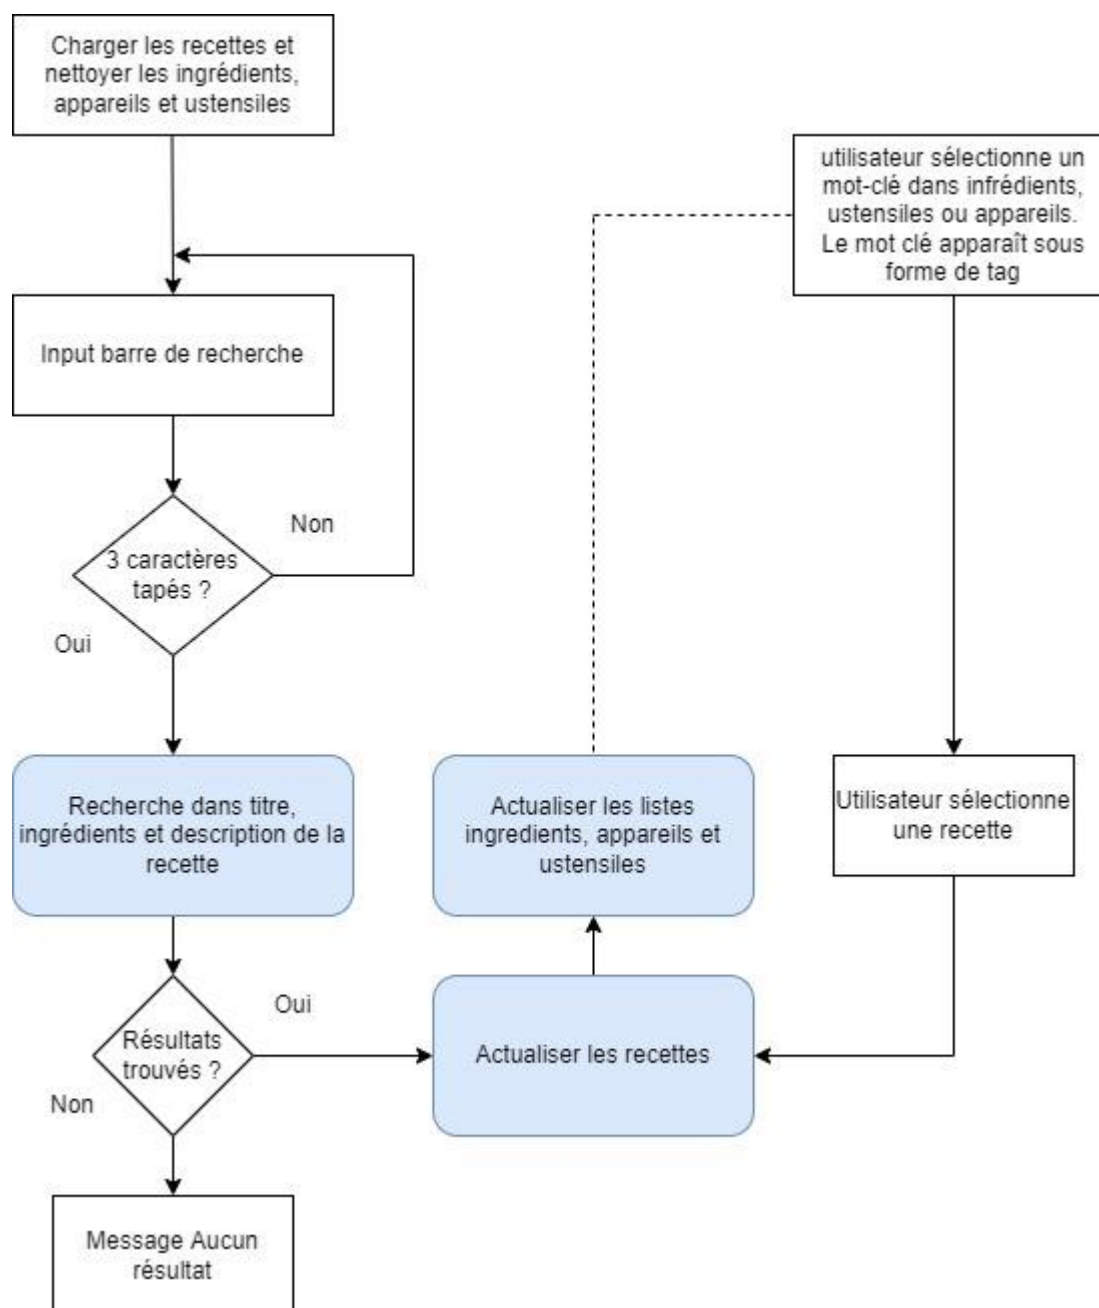 Charger les recettes et
nettoyer les ingrédients,
appareils et ustensiles
utilisateur sélectionne un
mot-clé dans infrédients,
ustensiles ou appareils.
Le mot clé apparaît sous
forme de tag
Input barre de recherche
Non
3 caractères
tapés ?
Oui
Recherche dans titre,
ingrédients et description de la
recette
Actualiser les listes
ingredients, appareils et
ustensiles
Utilisateur sélectionne
une recette
Oui
Résultats
trouvés ?
Actualiser les recettes
Non
Message Aucun
résultat